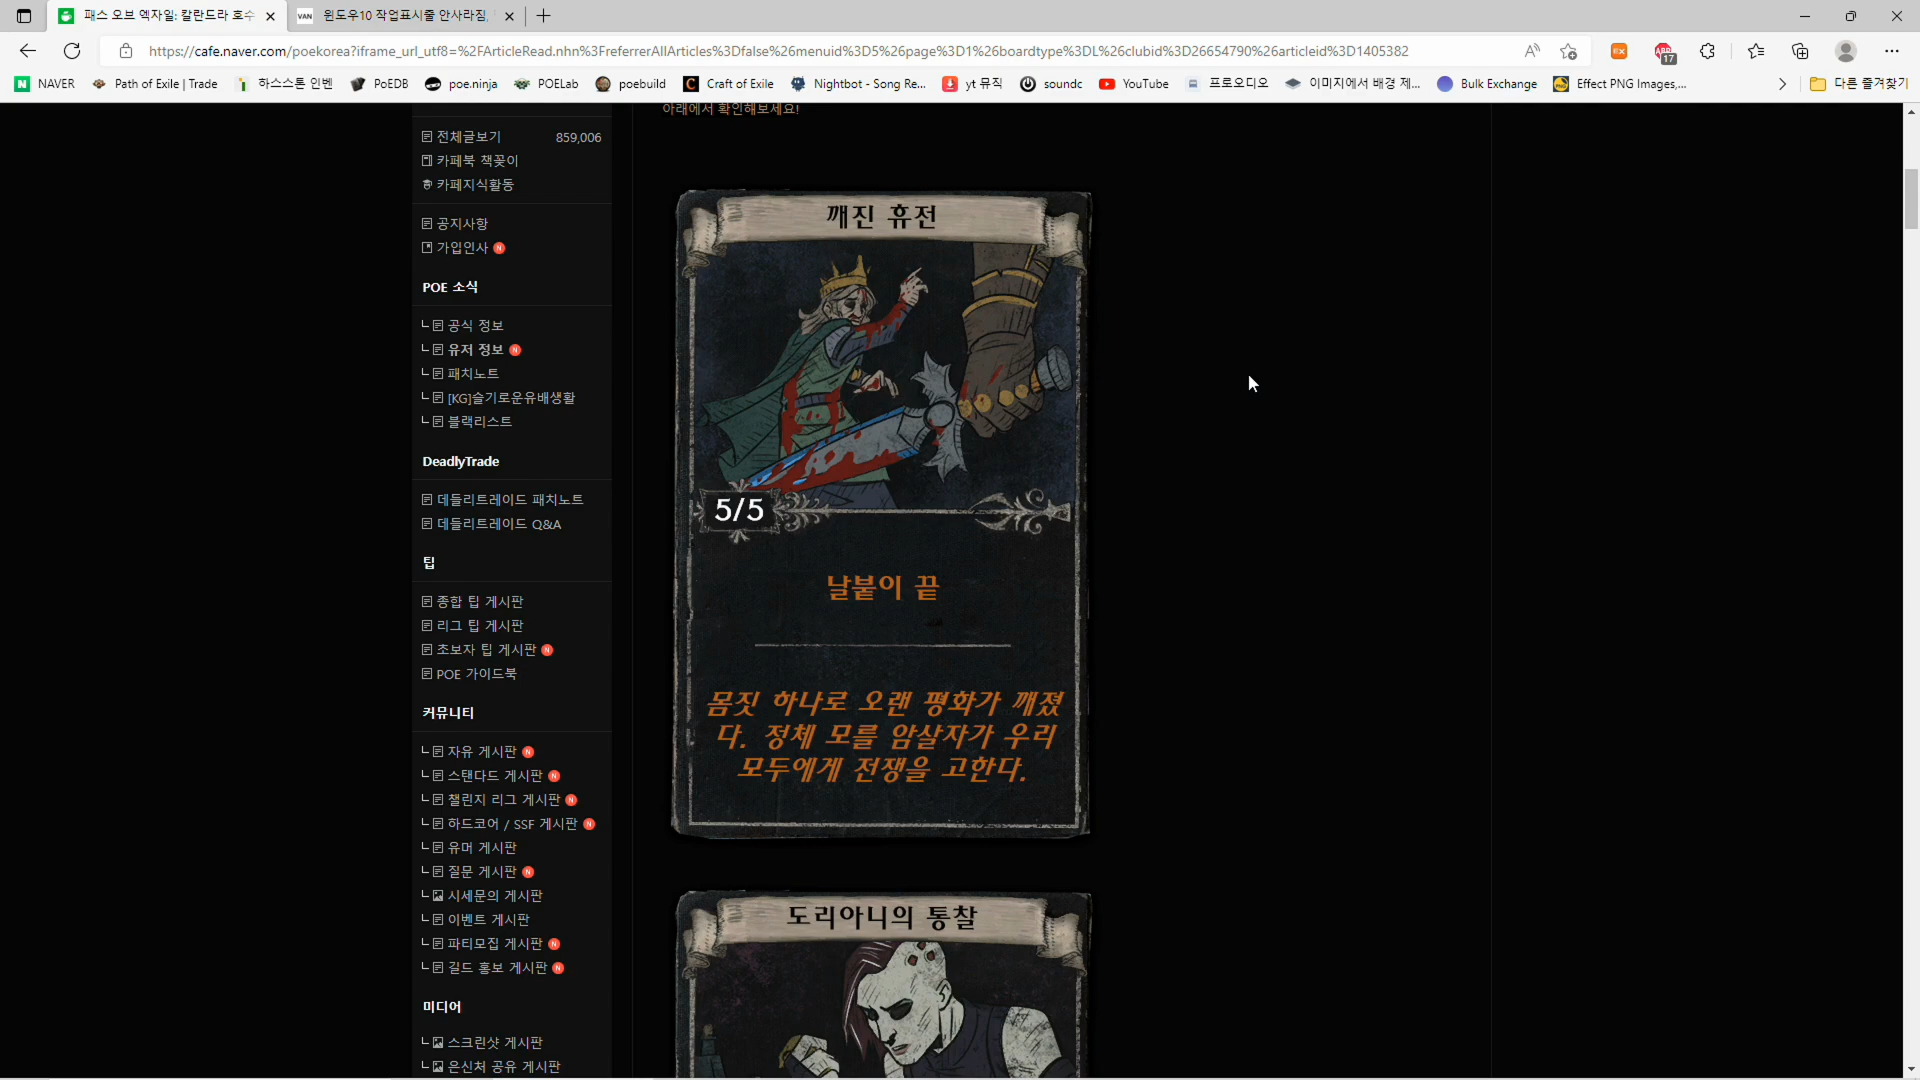 패스 오브 엑자일: 칼란드라 호수
윈도우10 작업표시줄 안사라짐,
https://cafe.naver.com/poekorea?iframe_url_utf8=%2FArticleRead.nhn%3FreferrerAllArticles%3Dfalse%26menuid%3D5%26page%3D1%26boardtype%3DL%26clubid%3D26654790%26articleid%3D1405382
17
NAVER Path of Exile | Trade 하스스톤 인벤 PoEDB poe.ninja POELab poebuild Craft of Exile Nightbot - Song Re... yt 뮤직 soundc YouTube 프로오디오 이미지에서 배경 제... Bulk Exchange Effect PNG Images,... 다른 즐겨찾기
아래에서 확인해보세요!
전체글보기 859,006
카페북 책꽂이
카페지식활동
공지사항
가입인사 N
POE 소식
공식 정보
유저 정보 N
패치노트
[KG]슬기로운유배생활
블랙리스트
DeadlyTrade
데들리트레이드 패치노트
데들리트레이드 Q&A
팁
종합 팁 게시판
리그 팁 게시판
초보자 팁 게시판 N
POE 가이드북
커뮤니티
자유 게시판 N
스탠다드 게시판 N
챌린지 리그 게시판 N
하드코어 / SSF 게시판 N
유머 게시판
질문 게시판 N
시세문의 게시판
이벤트 게시판
파티모집 게시판 N
길드 홍보 게시판 N
미디어
스크린샷 게시판
은신처 공유 게시판
깨진 휴전
5/5
날붙이 끝
몸짓 하나로 오랜 평화가 깨졌
다. 정체 모를 암살자가 우리
모두에게 전쟁을 고한다.
도리아니의 통찰